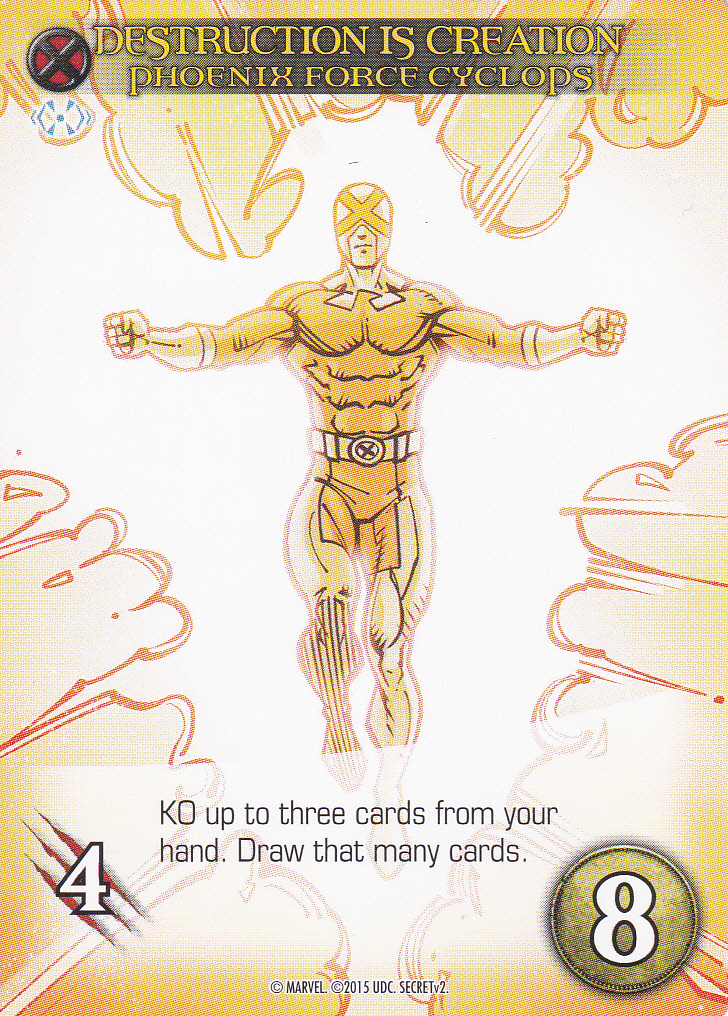 DESTRUCTION IS CREATION
PHOENIX FORCE CYCLOPS
KO up to three cards from your
hand. Draw that many cards.
4
8
© MARVEL. ©2015 UDC. SECRETv2.